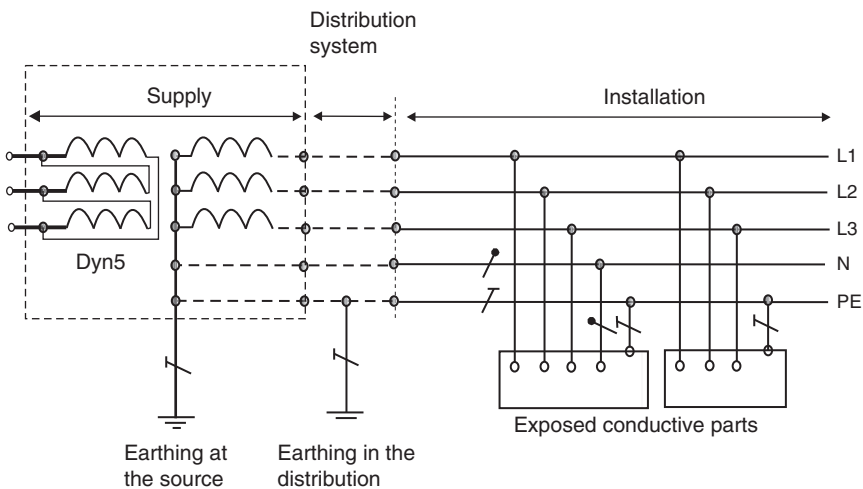 Distribution
system
Supply
Installation
L1
L2
L3
Dyn5
N
PE
Exposed conductive parts
Earthing at
the source
Earthing in the
distribution